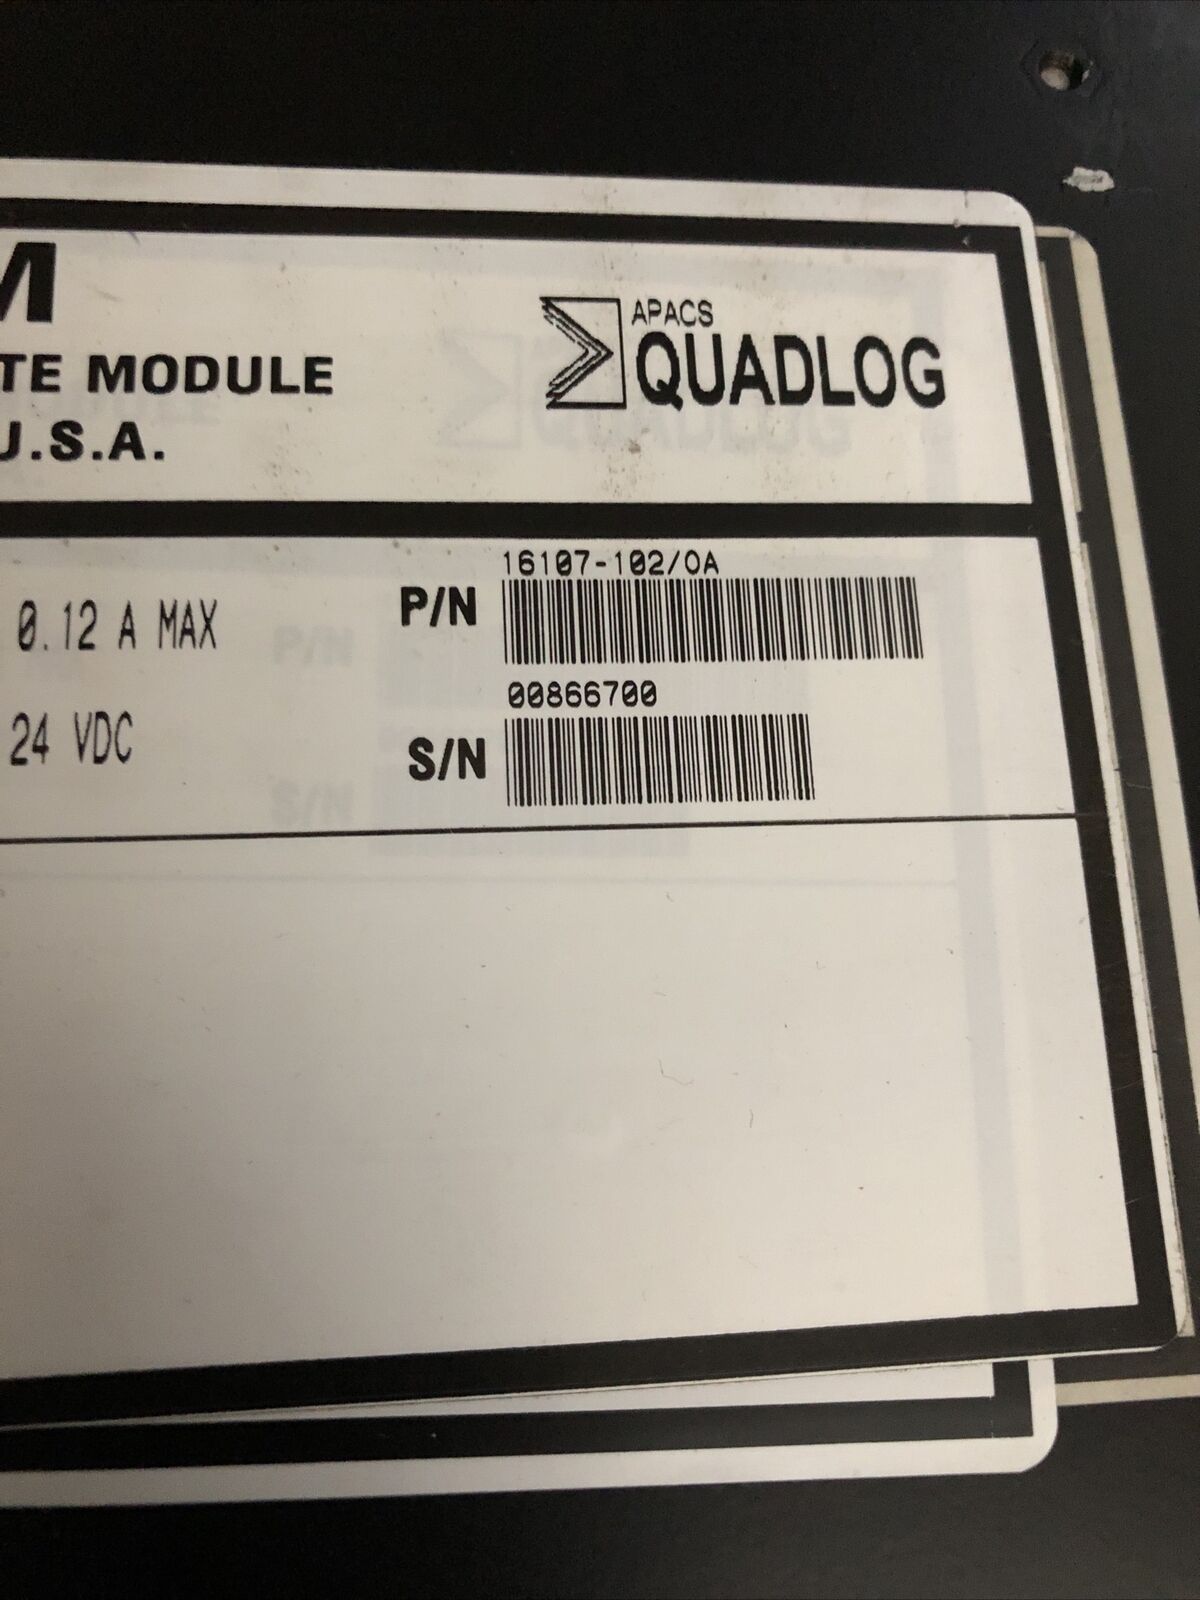 M
TE MODULE
U.S.A.
APACS
QUADLOG
0.12 A MAX
24 VDC
16107-102/0A
P/N
00866700
S/N
P/N
S/N